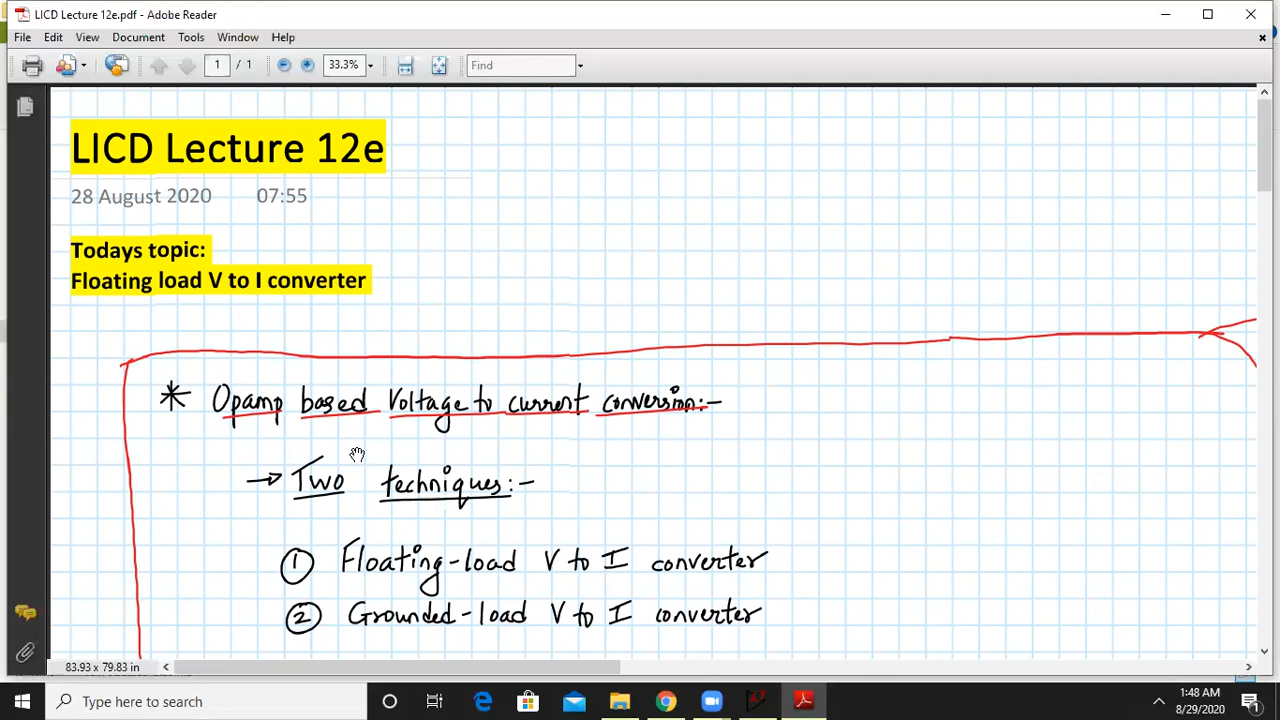 LICD Lecture 12e.pdf - Adobe Reader
File Edit View Document Tools Window Help
1 / 1 33.3% Find
LICD Lecture 12e
28 August 2020 07:55
Todays topic:
Floating load V to I converter
* Opamp based Voltage to current conversion:-
→ Two techniques:-
① Floating-load V to I converter
② Grounded-load V to I converter
83.93 x 79.83 in
Type here to search
1:48 AM
8/29/2020
1